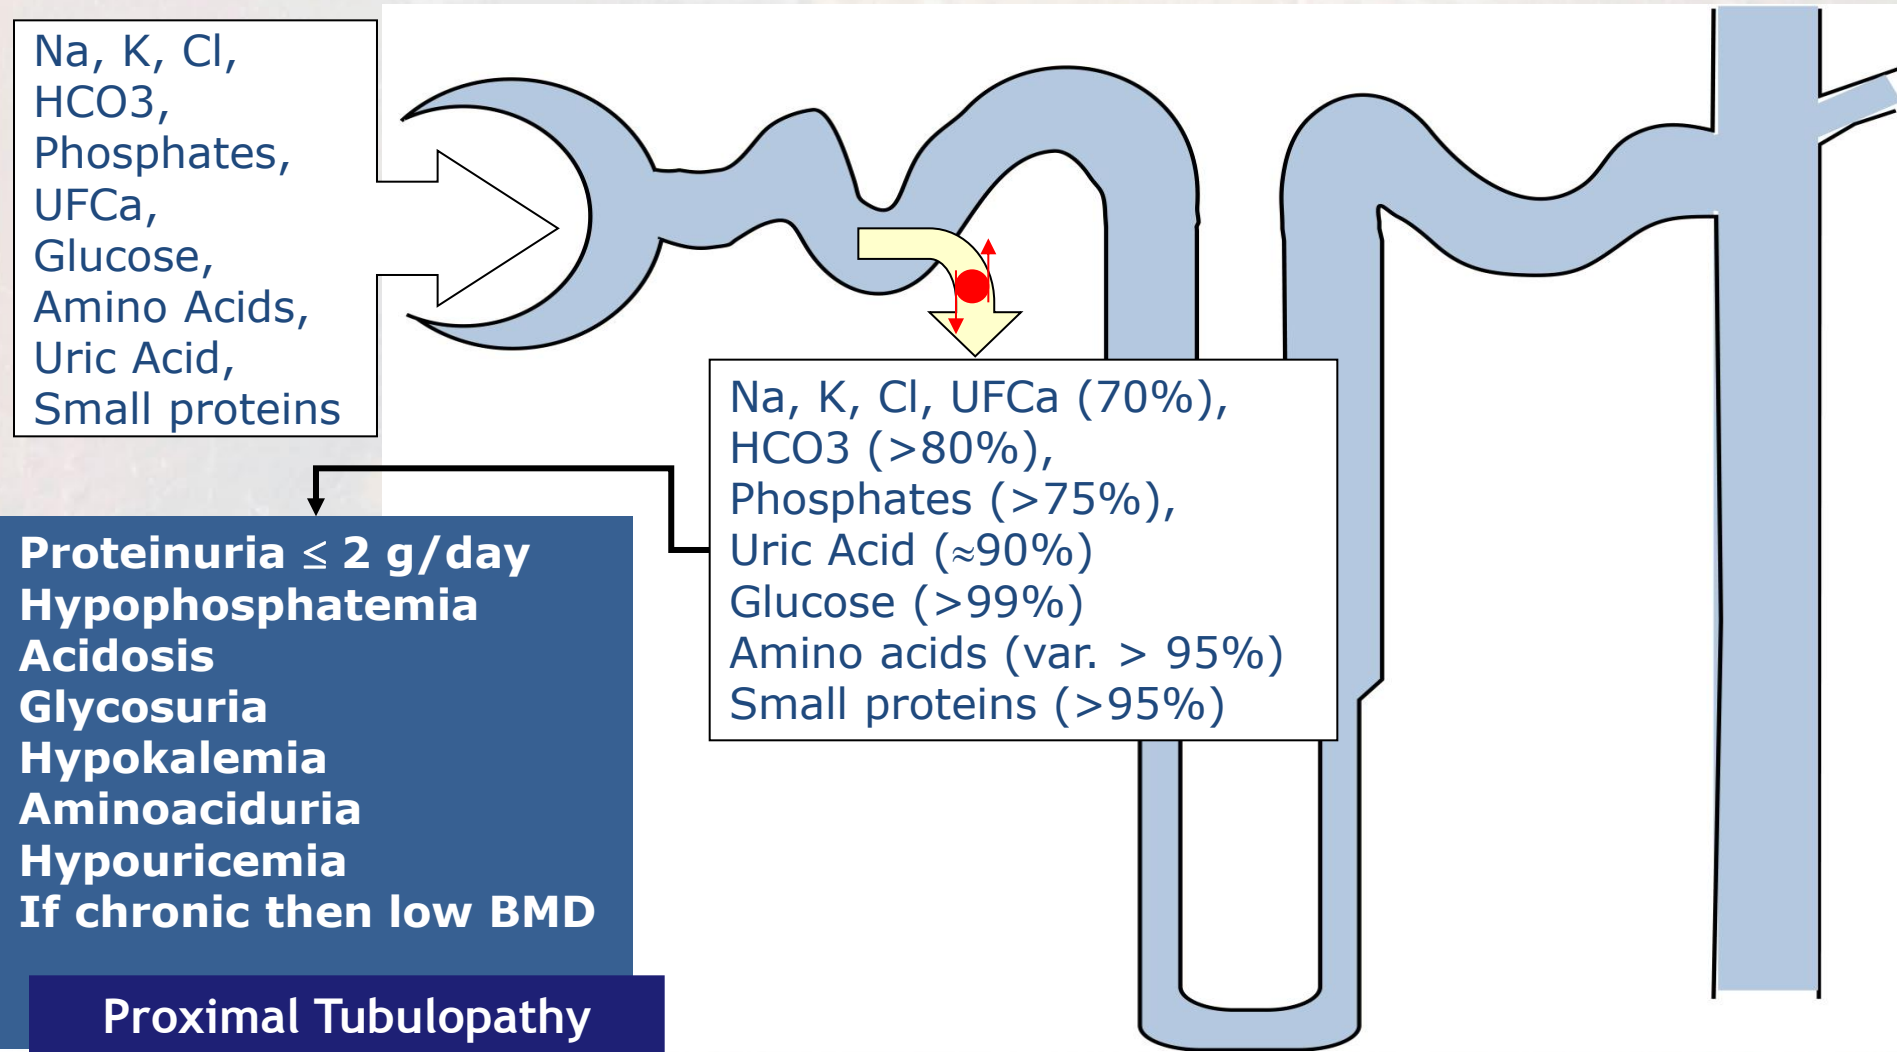 Na, K, Cl,
HCO3,
Phosphates,
UFCa,
Glucose,
Amino Acids,
Uric Acid,
Small proteins
Na, K, Cl, UFCa (70%),
HCO3 (>80%),
Phosphates (>75%),
Uric Acid (≈90%)
Glucose (>99%)
Amino acids (var. > 95%)
Small proteins (>95%)
Proteinuria ≤ 2 g/day
Hypophosphatemia
Acidosis
Glycosuria
Hypokalemia
Aminoaciduria
Hypouricemia
If chronic then low BMD
Proximal Tubulopathy